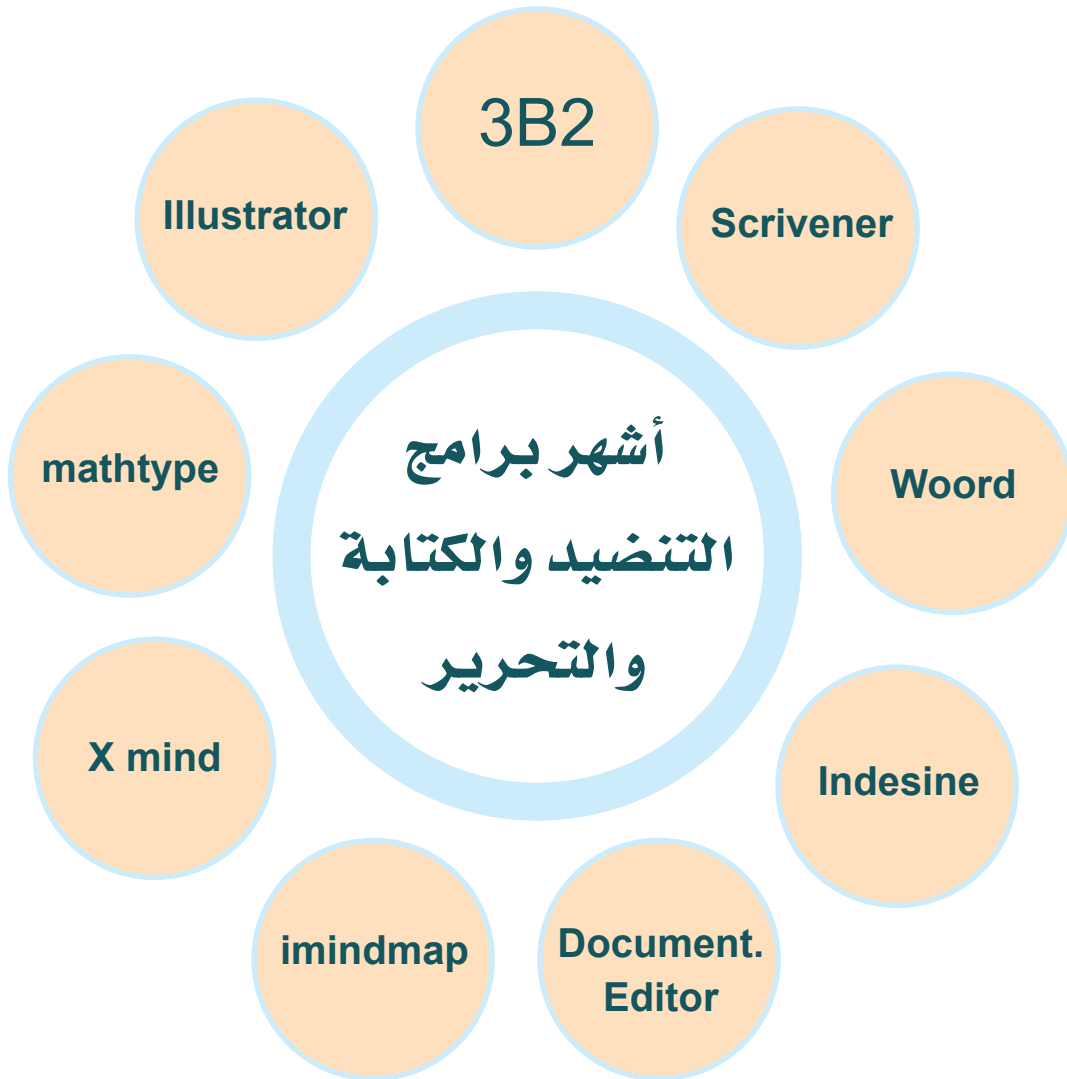 3B2
Illustrator
Scrivener
أشهر برامج
التنضيد والكتابة
والتحرير
mathtype
Woord
X mind
Indesine
imindmap
Document.
Editor